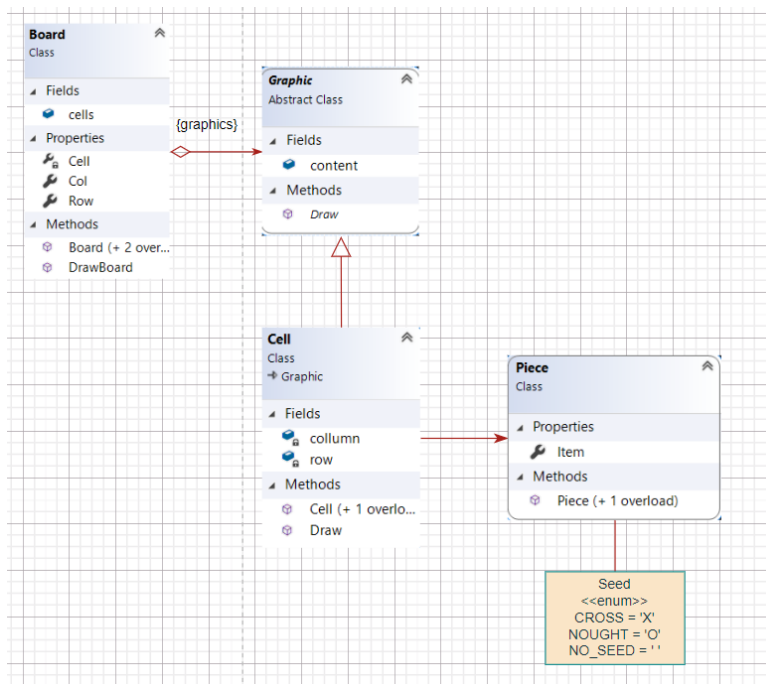 Board
Class
Fields
cells
Properties
Cell
Col
Row
Methods
Board (+ 2 over...
DrawBoard
{graphics}
Graphic
Abstract Class
Fields
content
Methods
Draw
Cell
Class
Graphic
Fields
collumn
row
Methods
Cell (+ 1 overlo...
Draw
Piece
Class
Properties
Item
Methods
Piece (+ 1 overload)
Seed
<<enum>>
CROSS = 'X'
NOUGHT = 'O'
NO_SEED = ' '